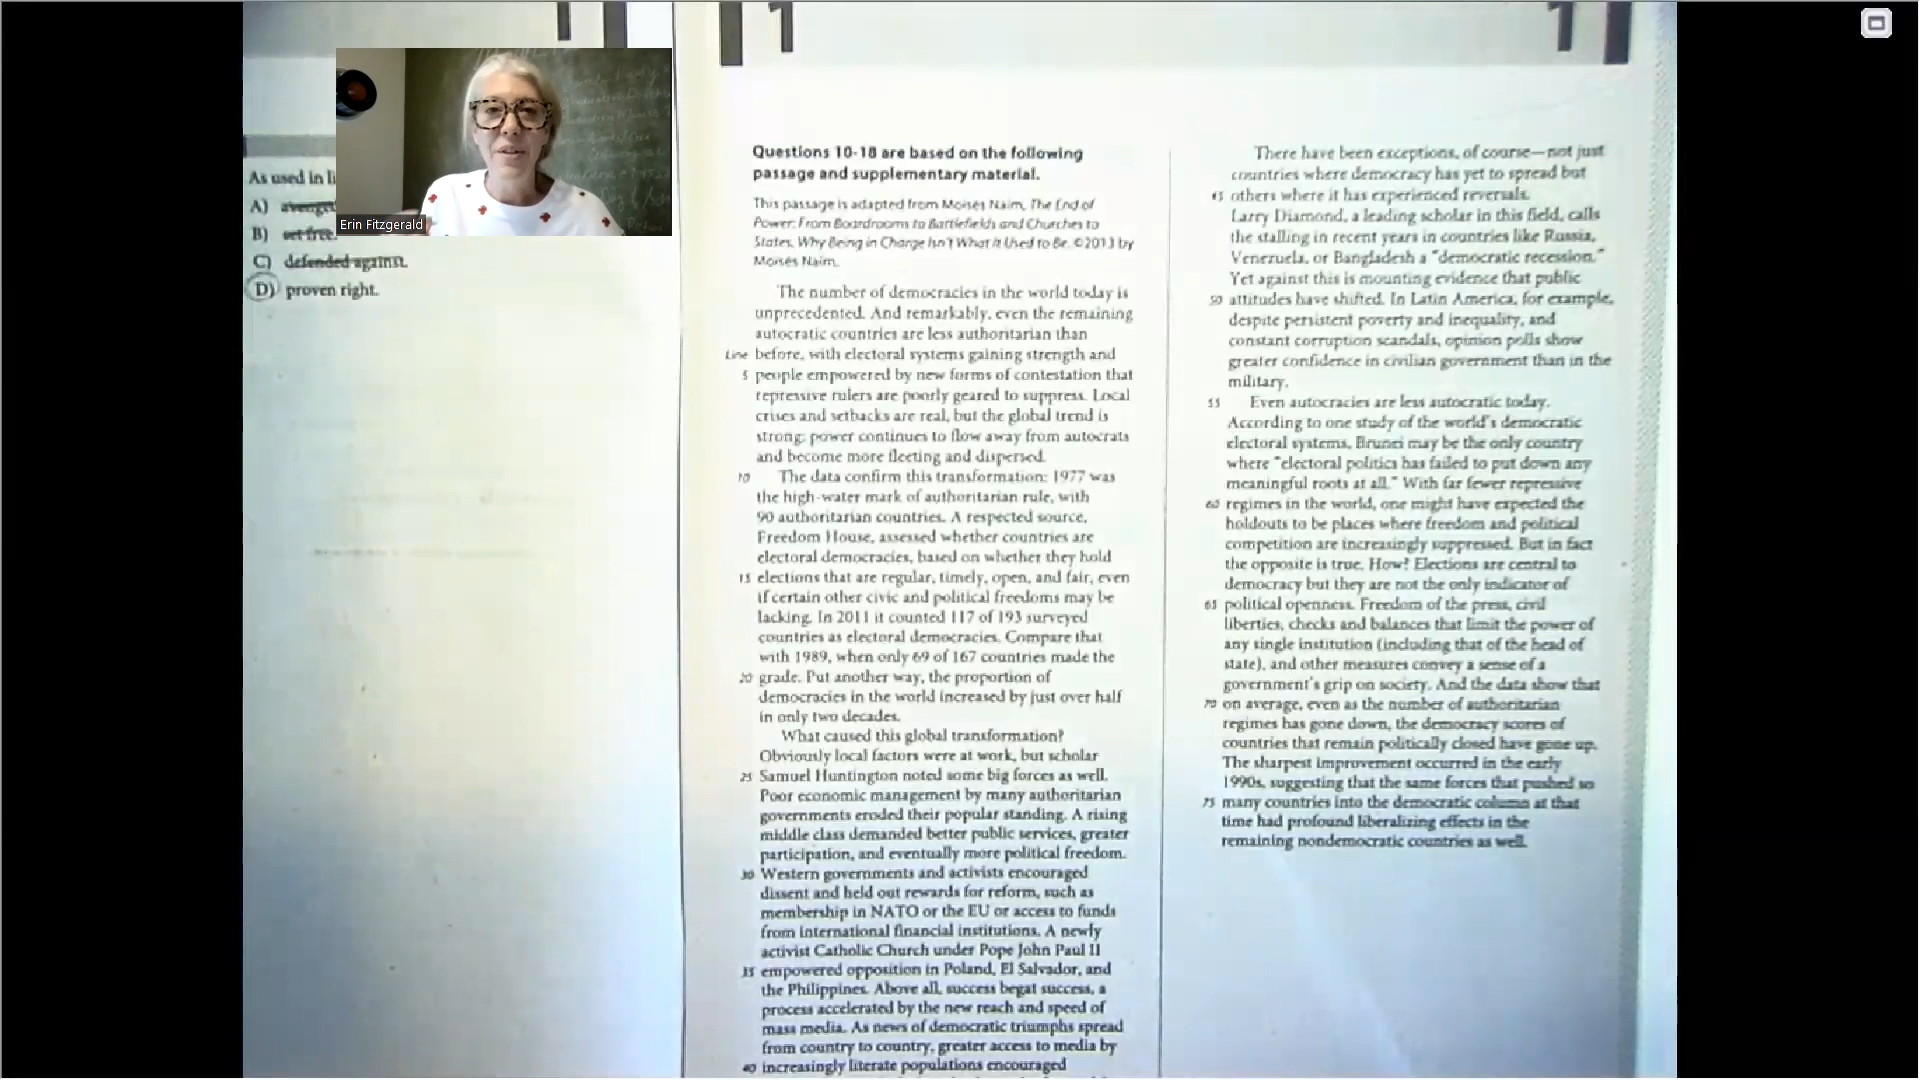 1
1
As used in li
A) avenged
B) set free.
C) defended against.
D) proven right.
Erin Fitzgerald
Questions 10-18 are based on the following
passage and supplementary material.
This passage is adapted from Moisés Naím, The End of
Power: From Boardrooms to Battlefields and Churches to
States, Why Being in Charge Isn't What It Used to Be. ©2013 by
Moisés Naím.
The number of democracies in the world today is
unprecedented. And remarkably, even the remaining
autocratic countries are less authoritarian than
Line before, with electoral systems gaining strength and
5 people empowered by new forms of contestation that
repressive rulers are poorly geared to suppress. Local
crises and setbacks are real, but the global trend is
strong: power continues to flow away from autocrats
and become more fleeting and dispersed.
10 The data confirm this transformation: 1977 was
the high-water mark of authoritarian rule, with
90 authoritarian countries. A respected source,
Freedom House, assessed whether countries are
electoral democracies, based on whether they hold
15 elections that are regular, timely, open, and fair, even
if certain other civic and political freedoms may be
lacking. In 2011 it counted 117 of 193 surveyed
countries as electoral democracies. Compare that
with 1989, when only 69 of 167 countries made the
20 grade. Put another way, the proportion of
democracies in the world increased by just over half
in only two decades.
What caused this global transformation?
Obviously local factors were at work, but scholar
25 Samuel Huntington noted some big forces as well.
Poor economic management by many authoritarian
governments eroded their popular standing. A rising
middle class demanded better public services, greater
participation, and eventually more political freedom.
30 Western governments and activists encouraged
dissent and held out rewards for reform, such as
membership in NATO or the EU or access to funds
from international financial institutions. A newly
activist Catholic Church under Pope John Paul II
35 empowered opposition in Poland, El Salvador, and
the Philippines. Above all, success begat success, a
process accelerated by the new reach and speed of
mass media. As news of democratic triumphs spread
from country to country, greater access to media by
40 increasingly literate populations encouraged
There have been exceptions, of course—not just
countries where democracy has yet to spread but
45 others where it has experienced reversals.
Larry Diamond, a leading scholar in this field, calls
the stalling in recent years in countries like Russia,
Venezuela, or Bangladesh a "democratic recession."
Yet against this is mounting evidence that public
50 attitudes have shifted. In Latin America, for example,
despite persistent poverty and inequality, and
constant corruption scandals, opinion polls show
greater confidence in civilian government than in the
military.
55 Even autocracies are less autocratic today.
According to one study of the world's democratic
electoral systems, Brunei may be the only country
where "electoral politics has failed to put down any
meaningful roots at all." With far fewer repressive
60 regimes in the world, one might have expected the
holdouts to be places where freedom and political
competition are increasingly suppressed. But in fact
the opposite is true. How? Elections are central to
democracy but they are not the only indicator of
65 political openness. Freedom of the press, civil
liberties, checks and balances that limit the power of
any single institution (including that of the head of
state), and other measures convey a sense of a
government's grip on society. And the data show that
70 on average, even as the number of authoritarian
regimes has gone down, the democracy scores of
countries that remain politically closed have gone up.
The sharpest improvement occurred in the early
1990s, suggesting that the same forces that pushed so
75 many countries into the democratic column at that
time had profound liberalizing effects in the
remaining nondemocratic countries as well.